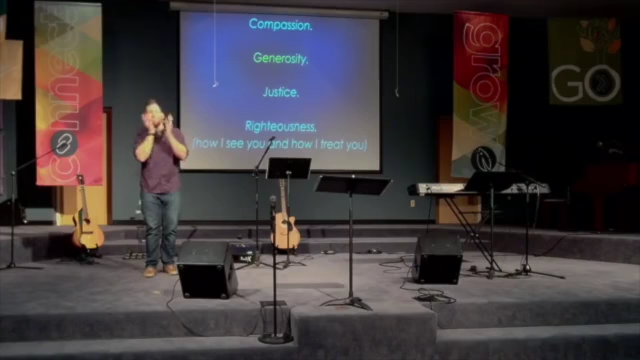 Compassion.
Generosity.
Justice.
Righteousness.
(how I see you and how I treat you)
connect
grow
GO